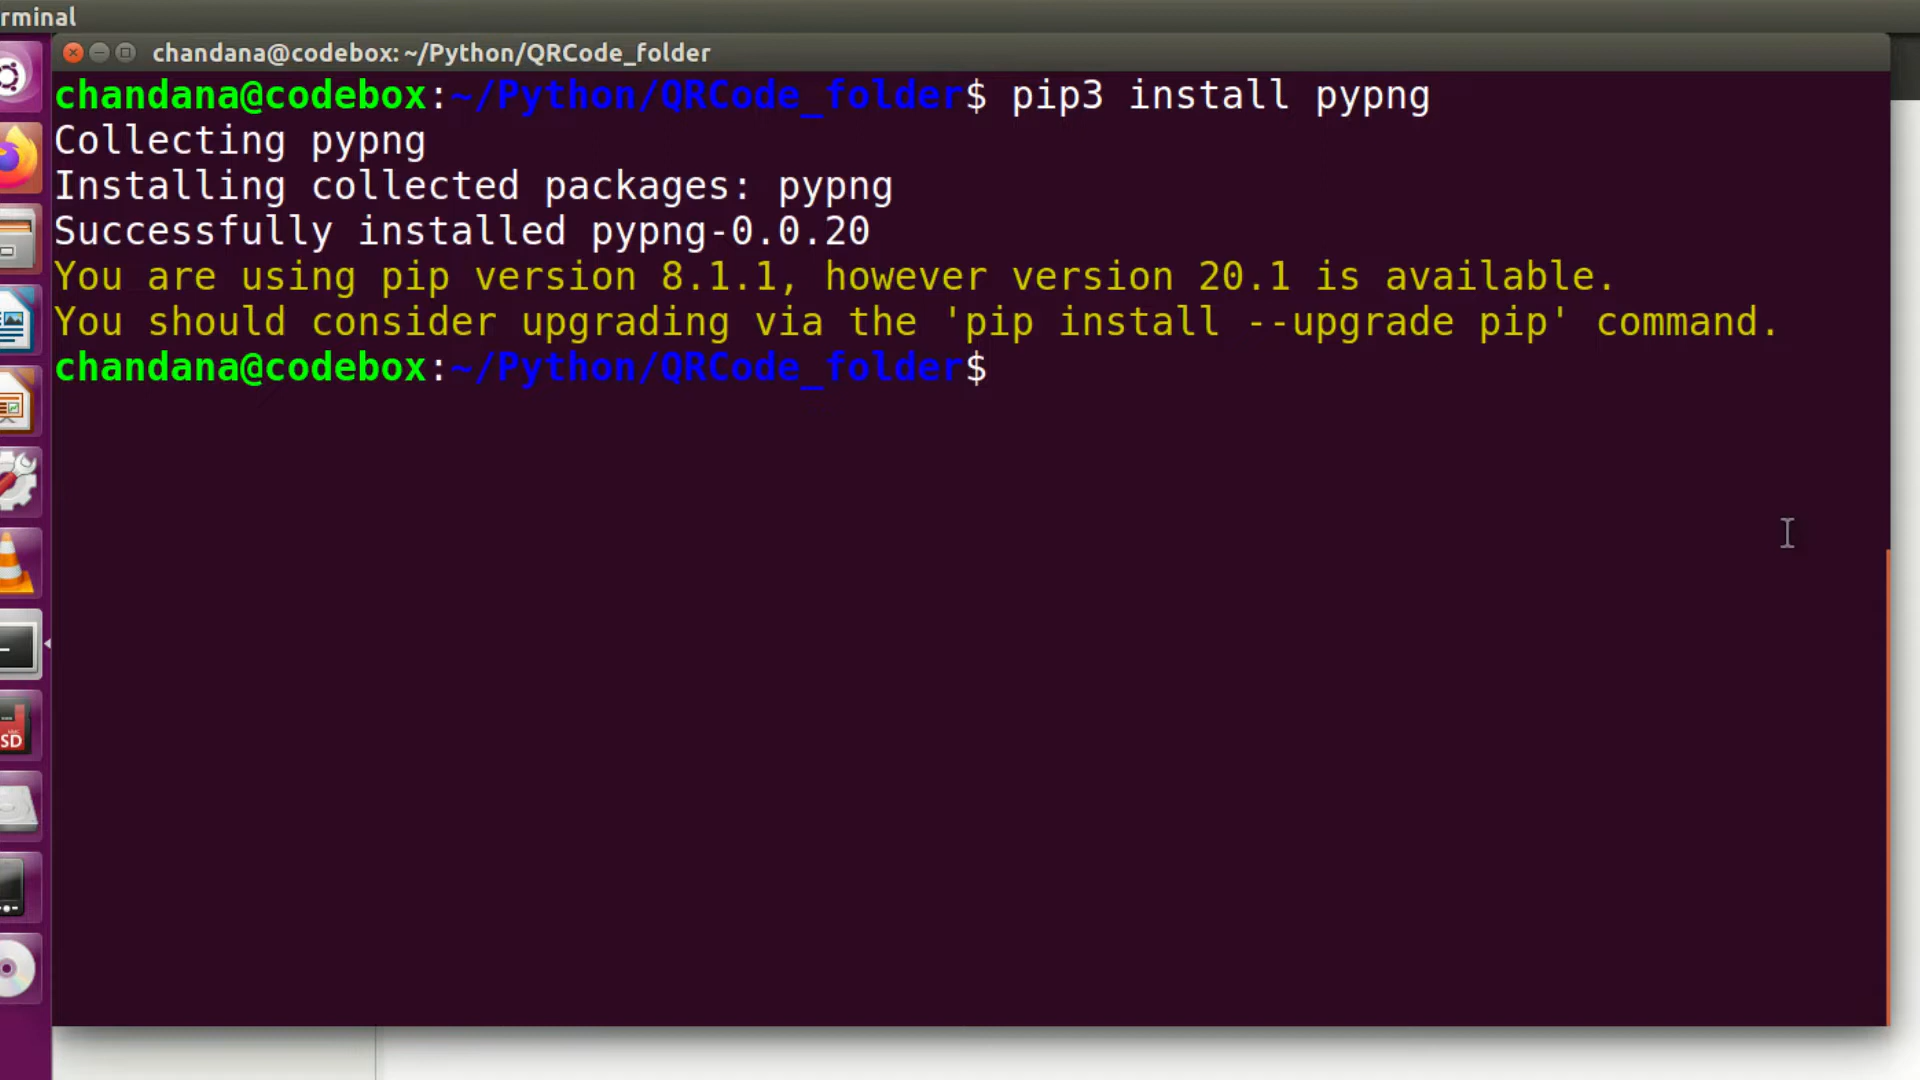 rminal
chandana@codebox: ~/Python/QRCode_folder
chandana@codebox:~/Python/QRCode_folder$ pip3 install pypng
Collecting pypng
Installing collected packages: pypng
Successfully installed pypng-0.0.20
You are using pip version 8.1.1, however version 20.1 is available.
You should consider upgrading via the 'pip install --upgrade pip' command.
chandana@codebox:~/Python/QRCode_folder$
SD